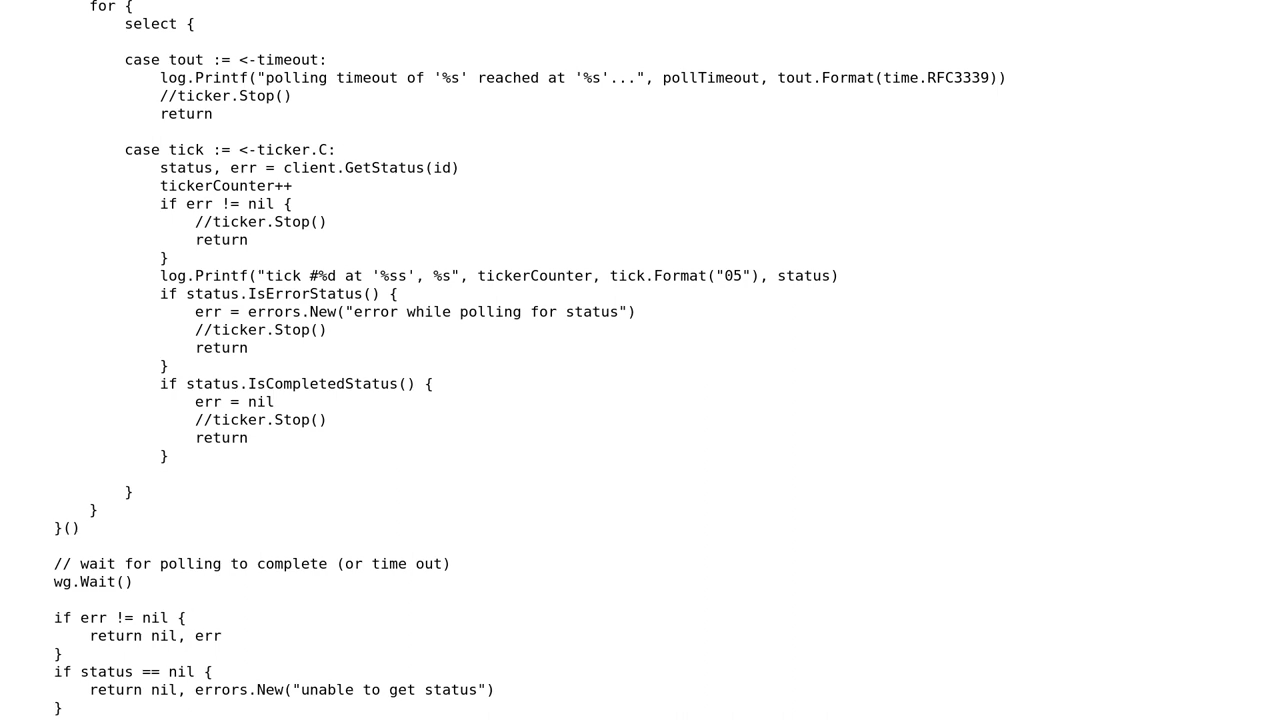 for {
select {
case tout := <-timeout:
log.Printf("polling timeout of '%s' reached at '%s'...", pollTimeout, tout.Format(time.RFC3339))
//ticker.Stop()
return
case tick := <-ticker.C:
status, err = client.GetStatus(id)
tickerCounter++
if err != nil {
//ticker.Stop()
return
}
log.Printf("tick #%d at '%ss', %s", tickerCounter, tick.Format("05"), status)
if status.IsErrorStatus() {
err = errors.New("error while polling for status")
//ticker.Stop()
return
}
if status.IsCompletedStatus() {
err = nil
//ticker.Stop()
return
}
}
}
}()
// wait for polling to complete (or time out)
wg.Wait()
if err != nil {
return nil, err
}
if status == nil {
return nil, errors.New("unable to get status")
}